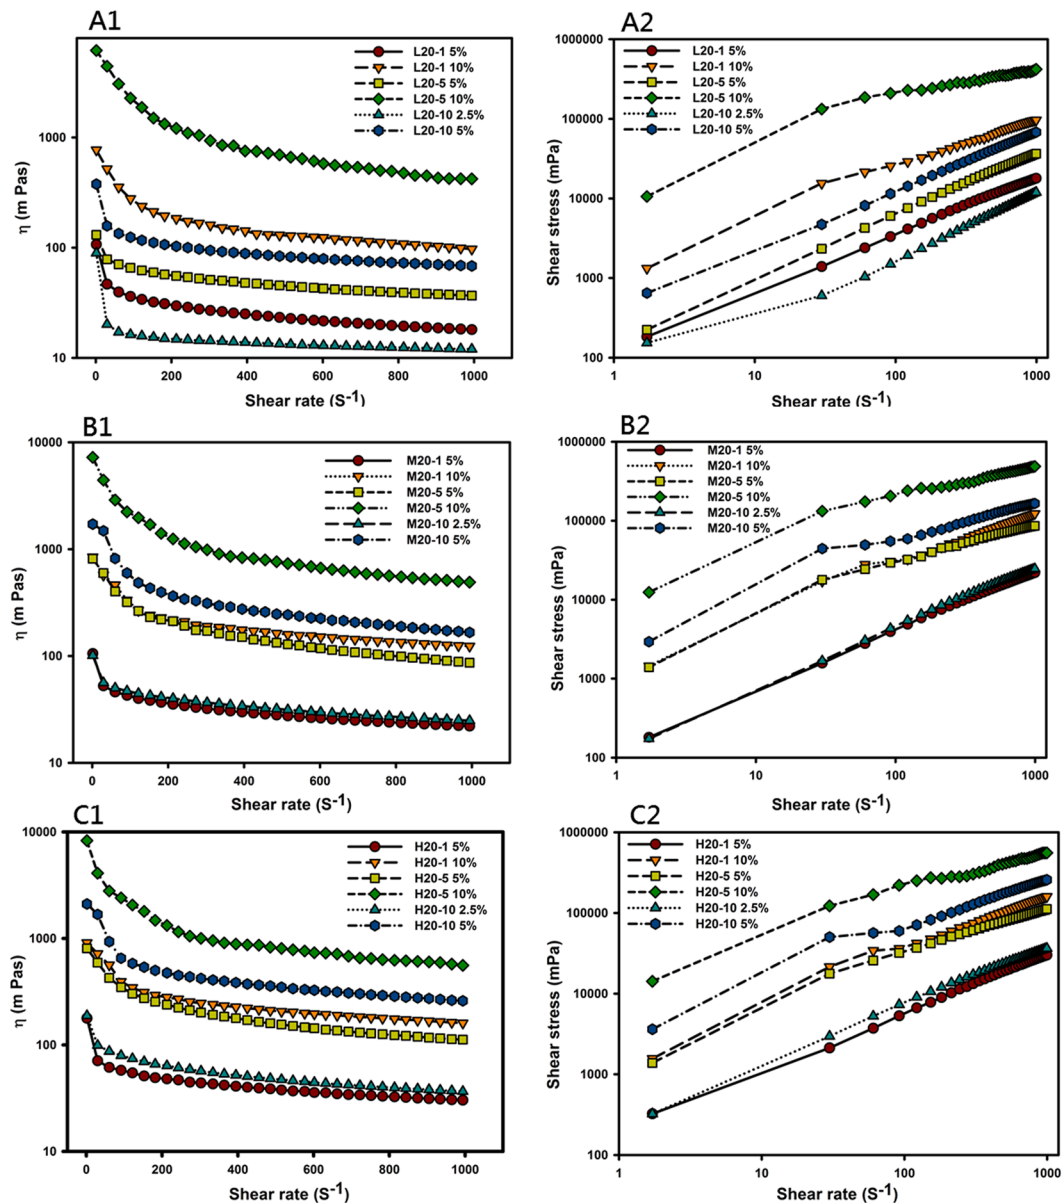 A1
1000
100
10
η (m Pas)
L20-1 5%
L20-1 10%
L20-5 5%
L20-5 10%
L20-10 2.5%
L20-10 5%
0 200 400 600 800 1000
Shear rate (S-1)
A2
1000000
100000
10000
1000
100
Shear stress (mPa)
L20-1 5%
L20-1 10%
L20-5 5%
L20-5 10%
L20-10 2.5%
L20-10 5%
1 10 100 1000
Shear rate (S-1)
B1
10000
1000
100
10
η (m Pas)
M20-1 5%
M20-1 10%
M20-5 5%
M20-5 10%
M20-10 2.5%
M20-10 5%
0 200 400 600 800 1000
Shear rate (S-1)
B2
1000000
100000
10000
1000
100
Shear stress (mPa)
M20-1 5%
M20-1 10%
M20-5 5%
M20-5 10%
M20-10 2.5%
M20-10 5%
1 10 100 1000
Shear rate (S-1)
C1
10000
1000
100
10
η (m Pas)
H20-1 5%
H20-1 10%
H20-5 5%
H20-5 10%
H20-10 2.5%
H20-10 5%
0 200 400 600 800 1000
Shear rate (S-1)
C2
1000000
100000
10000
1000
100
Shear stress (mPa)
H20-1 5%
H20-1 10%
H20-5 5%
H20-5 10%
H20-10 2.5%
H20-10 5%
1 10 100 1000
Shear rate (S-1)